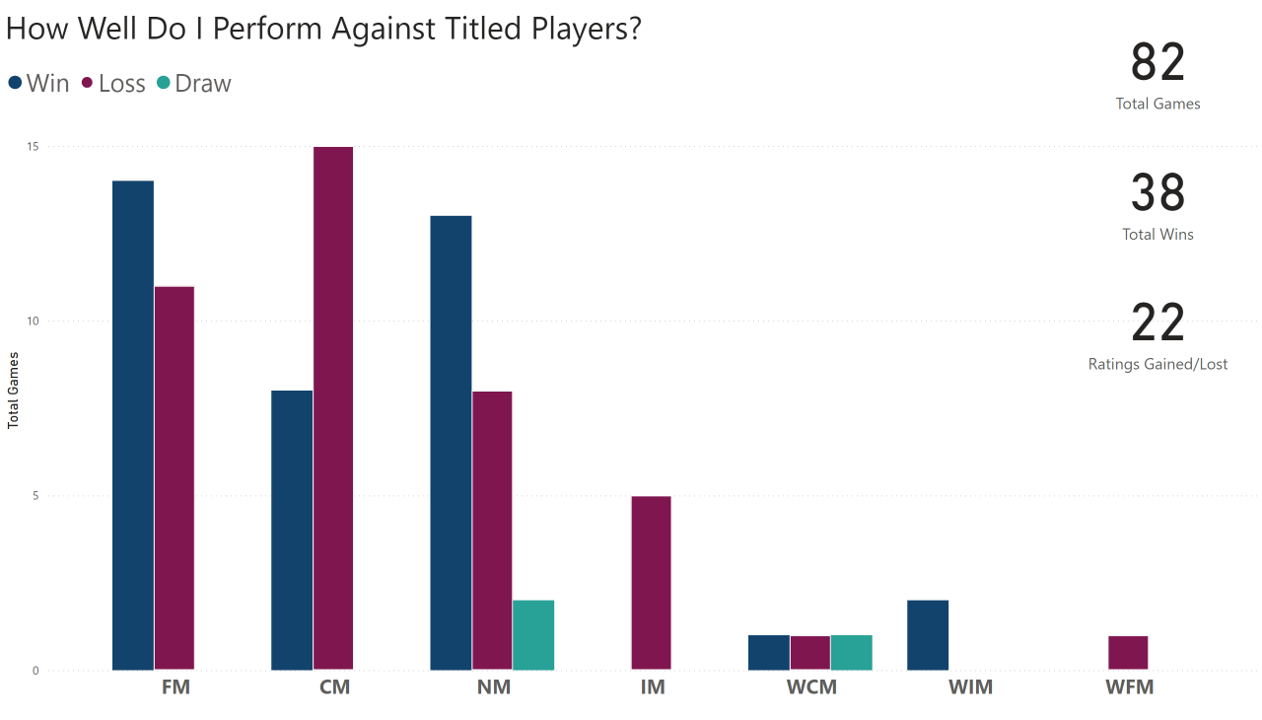 How Well Do I Perform Against Titled Players?
Win Loss Draw
82
Total Games
38
Total Wins
22
Ratings Gained/Lost
Total Games
15
10
5
0
FM CM NM IM WCM WIM WFM